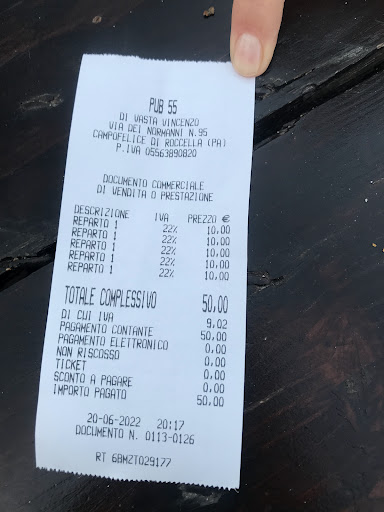 PUB 55
DI VASTA VINCENZO
VIA DEI NORMANNI N.95
CAMPOFELICE DI ROCCELLA (PA)
P.IVA 05563890820
DOCUMENTO COMMERCIALE
DI VENDITA O PRESTAZIONE
DESCRIZIONE IVA PREZZO €
REPARTO 1 22% 10,00
REPARTO 1 22% 10,00
REPARTO 1 22% 10,00
REPARTO 1 22% 10,00
REPARTO 1 22% 10,00
TOTALE COMPLESSIVO 50,00
DI CUI IVA 9,02
PAGAMENTO CONTANTE 50,00
PAGAMENTO ELETTRONICO 0,00
NON RISCOSSO 0,00
TICKET 0,00
SCONTO A PAGARE 0,00
IMPORTO PAGATO 50,00
20-06-2022 20:17
DOCUMENTO N. 0113-0126
RT 6BMZT029177